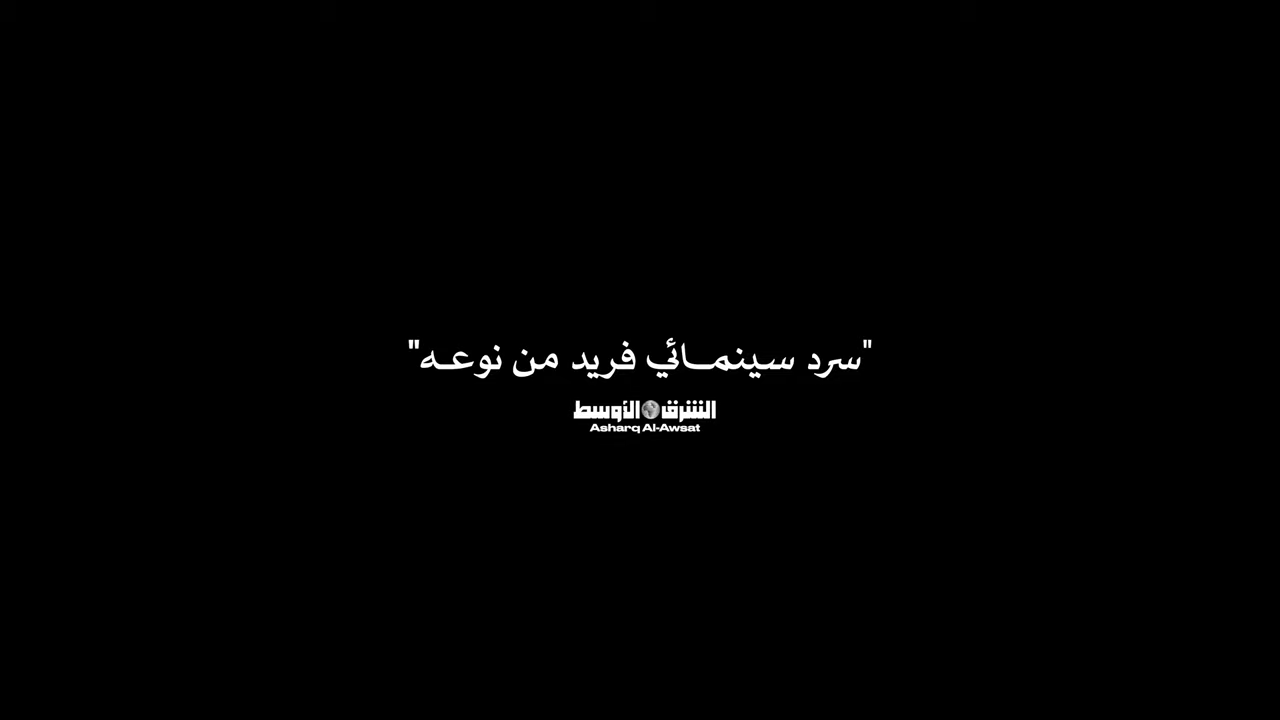 "سرد سينمـائي فريد من نوعـه"
الشرق الأوسط
Asharq Al-Awsat